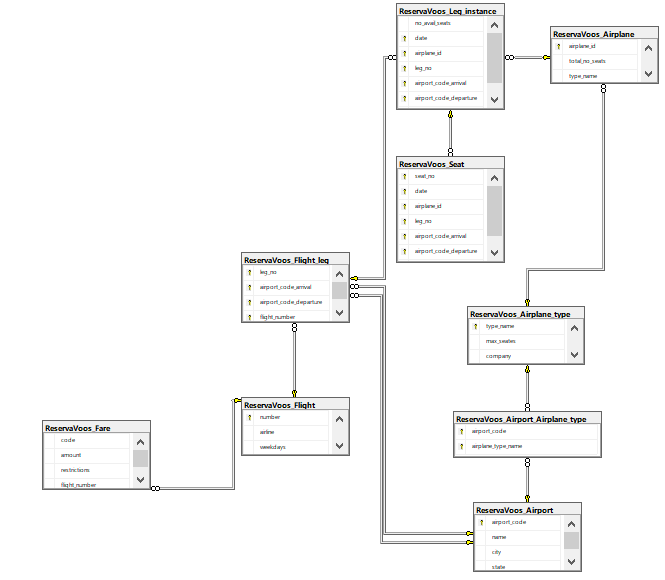 ReservaVoos_Leg_instance
no_aval_seats
date
airplane_id
leg_no
airport_code_arrival
airport_code_departure
ReservaVoos_Airplane
airplane_id
total_no_seats
type_name
ReservaVoos_Seat
seat_no
date
airplane_id
leg_no
airport_code_arrival
airport_code_departure
ReservaVoos_Flight_leg
leg_no
airport_code_arrival
airport_code_departure
flight_number
ReservaVoos_Airplane_type
type_name
max_seates
company
ReservaVoos_Flight
number
airline
weekdays
ReservaVoos_Fare
code
amount
restrictions
flight_number
ReservaVoos_Airport_Airplane_type
airport_code
airplane_type_name
ReservaVoos_Airport
airport_code
name
city
state